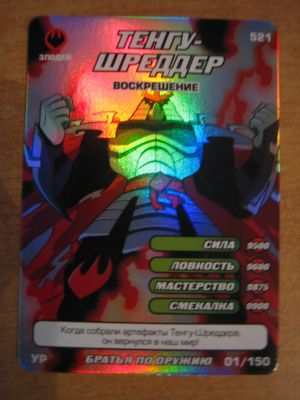 ТЕНГУ-
ШРЕДДЕР
ВОСКРЕШЕНИЕ
521
ЗЛОДЕЙ
СИЛА 9500
ЛОВКОСТЬ 9600
МАСТЕРСТВО 9875
СМЕКАЛКА 9900
Когда собрали артефакты Тенгу-Шреддера,
он вернулся в наш мир!
УР БРАТЬЯ ПО ОРУЖИЮ 01/150